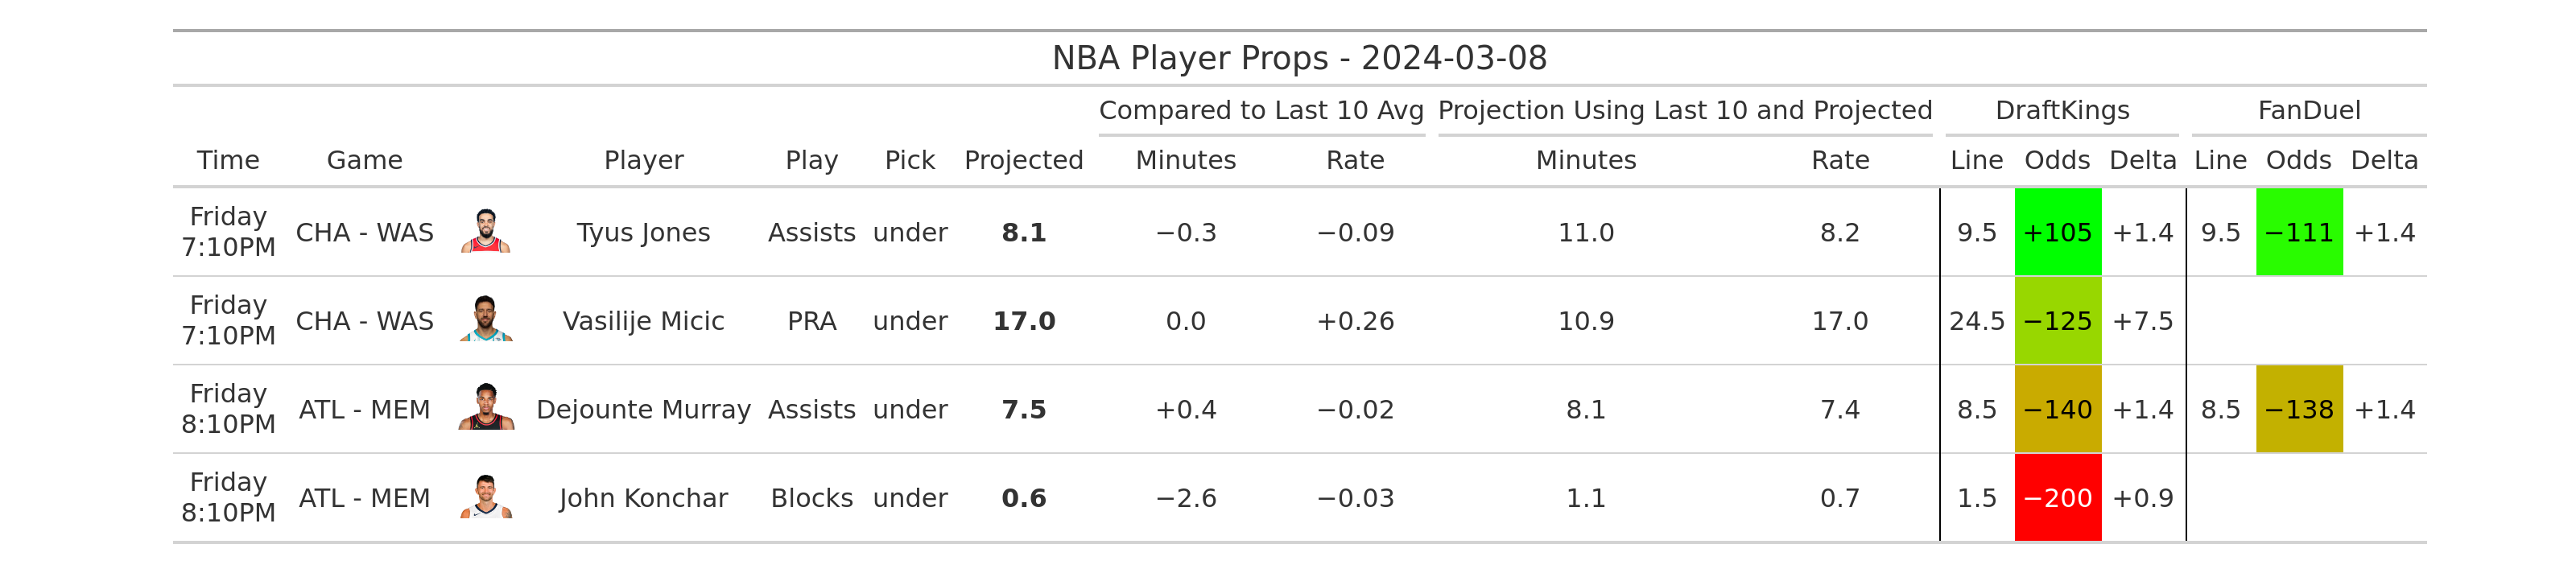 NBA Player Props - 2024-03-08
Compared to Last 10 Avg Projection Using Last 10 and Projected DraftKings FanDuel
Time Game Player Play Pick Projected Minutes Rate Minutes Rate Line Odds Delta Line Odds Delta
Friday
7:10PM CHA - WAS Tyus Jones Assists under 8.1 −0.3 −0.09 11.0 8.2 9.5 +105 +1.4 9.5 −111 +1.4
Friday
7:10PM CHA - WAS Vasilije Micic PRA under 17.0 0.0 +0.26 10.9 17.0 24.5 −125 +7.5
Friday
8:10PM ATL - MEM Dejounte Murray Assists under 7.5 +0.4 −0.02 8.1 7.4 8.5 −140 +1.4 8.5 −138 +1.4
Friday
8:10PM ATL - MEM John Konchar Blocks under 0.6 −2.6 −0.03 1.1 0.7 1.5 −200 +0.9